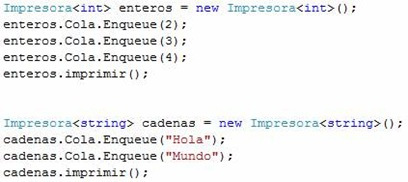 Impresora<int> enteros = new Impresora<int>();
enteros.Cola.Enqueue(2);
enteros.Cola.Enqueue(3);
enteros.Cola.Enqueue(4);
enteros.imprimir();
Impresora<string> cadenas = new Impresora<string>();
cadenas.Cola.Enqueue("Hola");
cadenas.Cola.Enqueue("Mundo");
cadenas.imprimir();